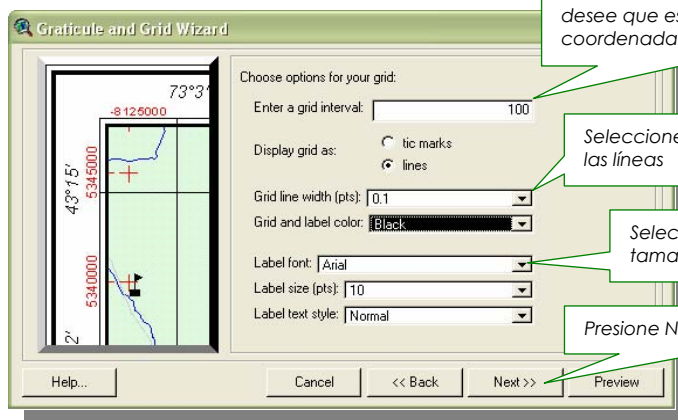 desee que es
coordenada
Graticule and Grid Wizard
73°3'
-8125000
43°15'
5345000
5340000
2'
Choose options for your grid:
Enter a grid interval: 100
Display grid as:
tic marks
lines
Grid line width (pts): 0.1
Grid and label color: Black
Label font: Arial
Label size (pts): 10
Label text style: Normal
Seleccione
las líneas
Selec
tama
Presione N
Help...
Cancel
<< Back
Next >>
Preview